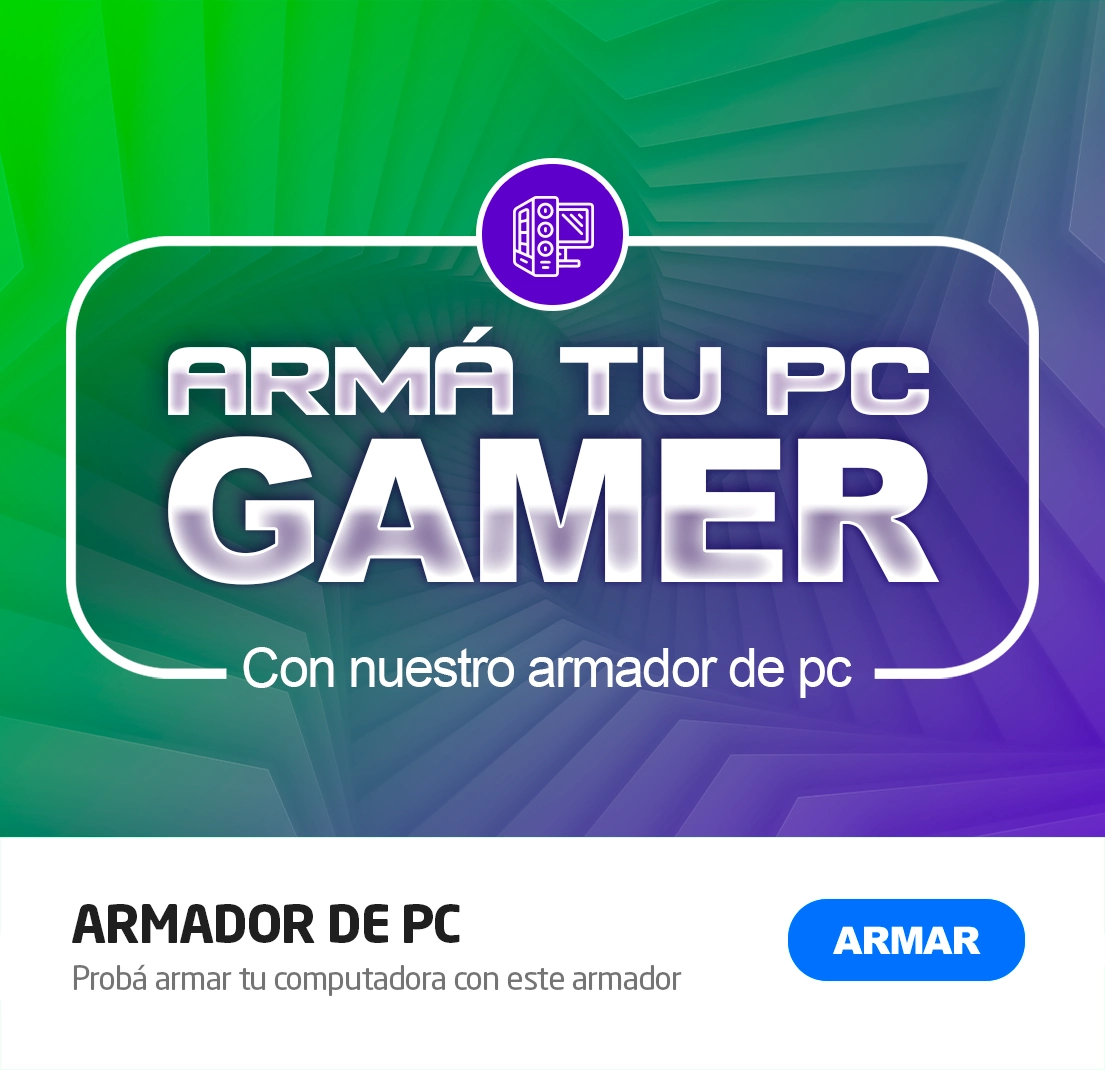 ARMÁ TU PC
GAMER
Con nuestro armador de pc
ARMADOR DE PC
Probá armar tu computadora con este armador
ARMAR